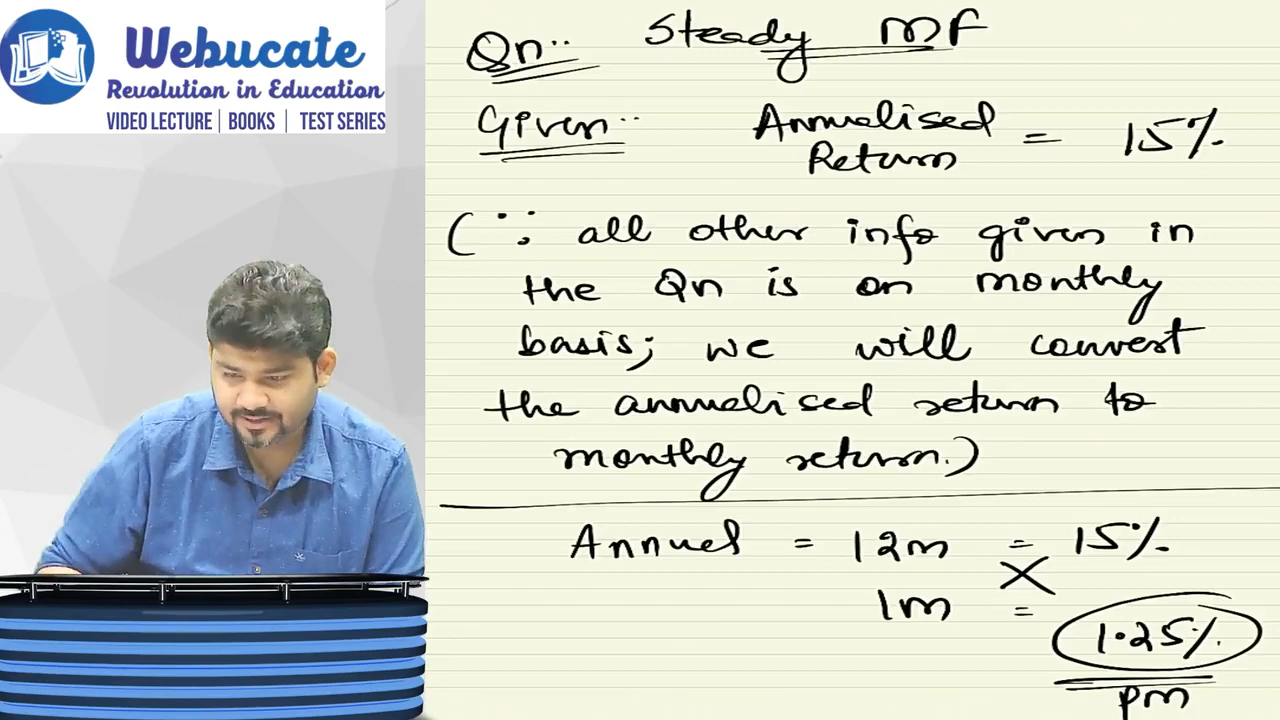 Webucate
Revolution in Education
VIDEO LECTURE | BOOKS | TEST SERIES
Qn:- Steady MF
Given:- Annualised Return = 15%
(∵ all other info given in
the Qn is on monthly
basis; we will convert
the annualised return to
monthly return.)
Annual = 12m = 15%
1m = 1.25%
pm